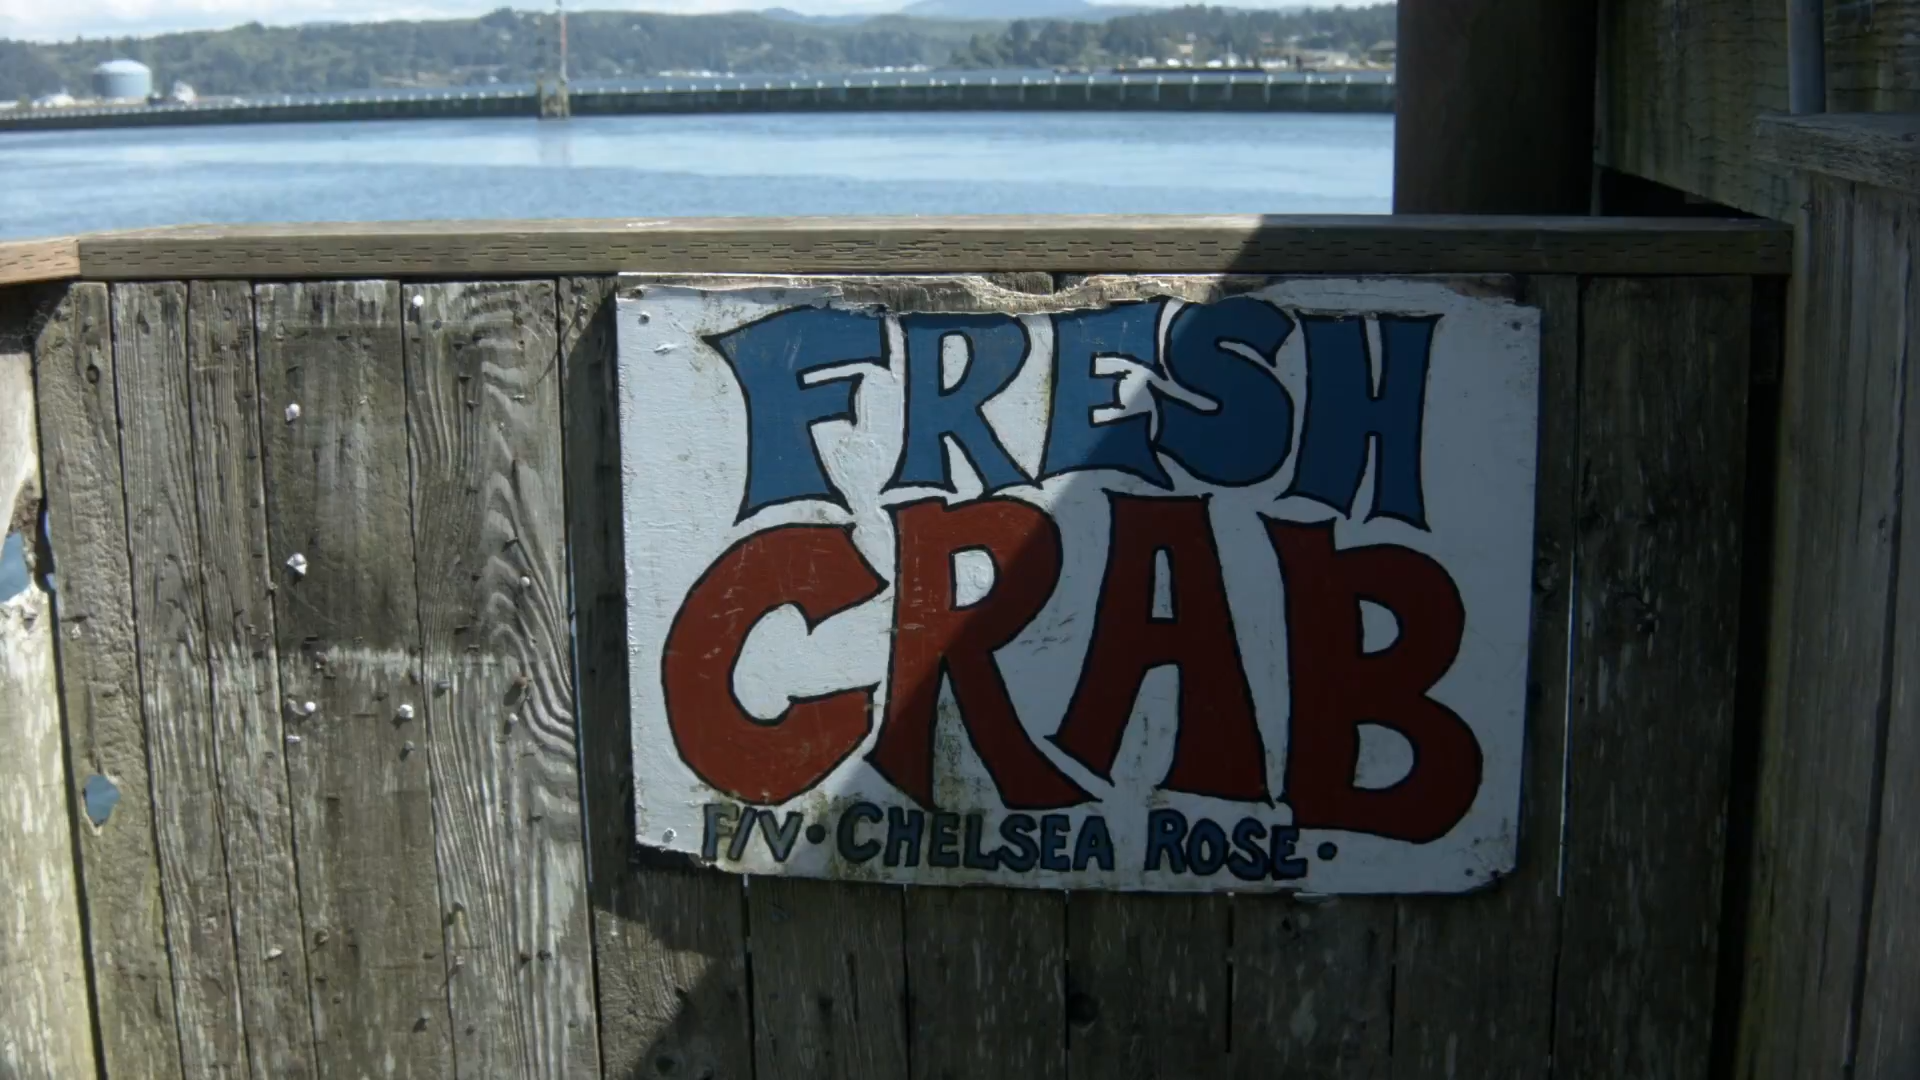 FRESH
CRAB
F/V • CHELSEA ROSE •